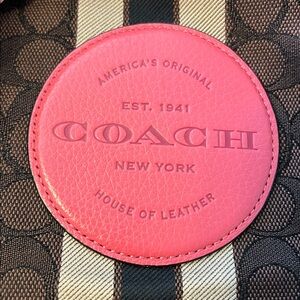 AMERICA'S ORIGINAL
EST. 1941
COACH
NEW YORK
HOUSE OF LEATHER